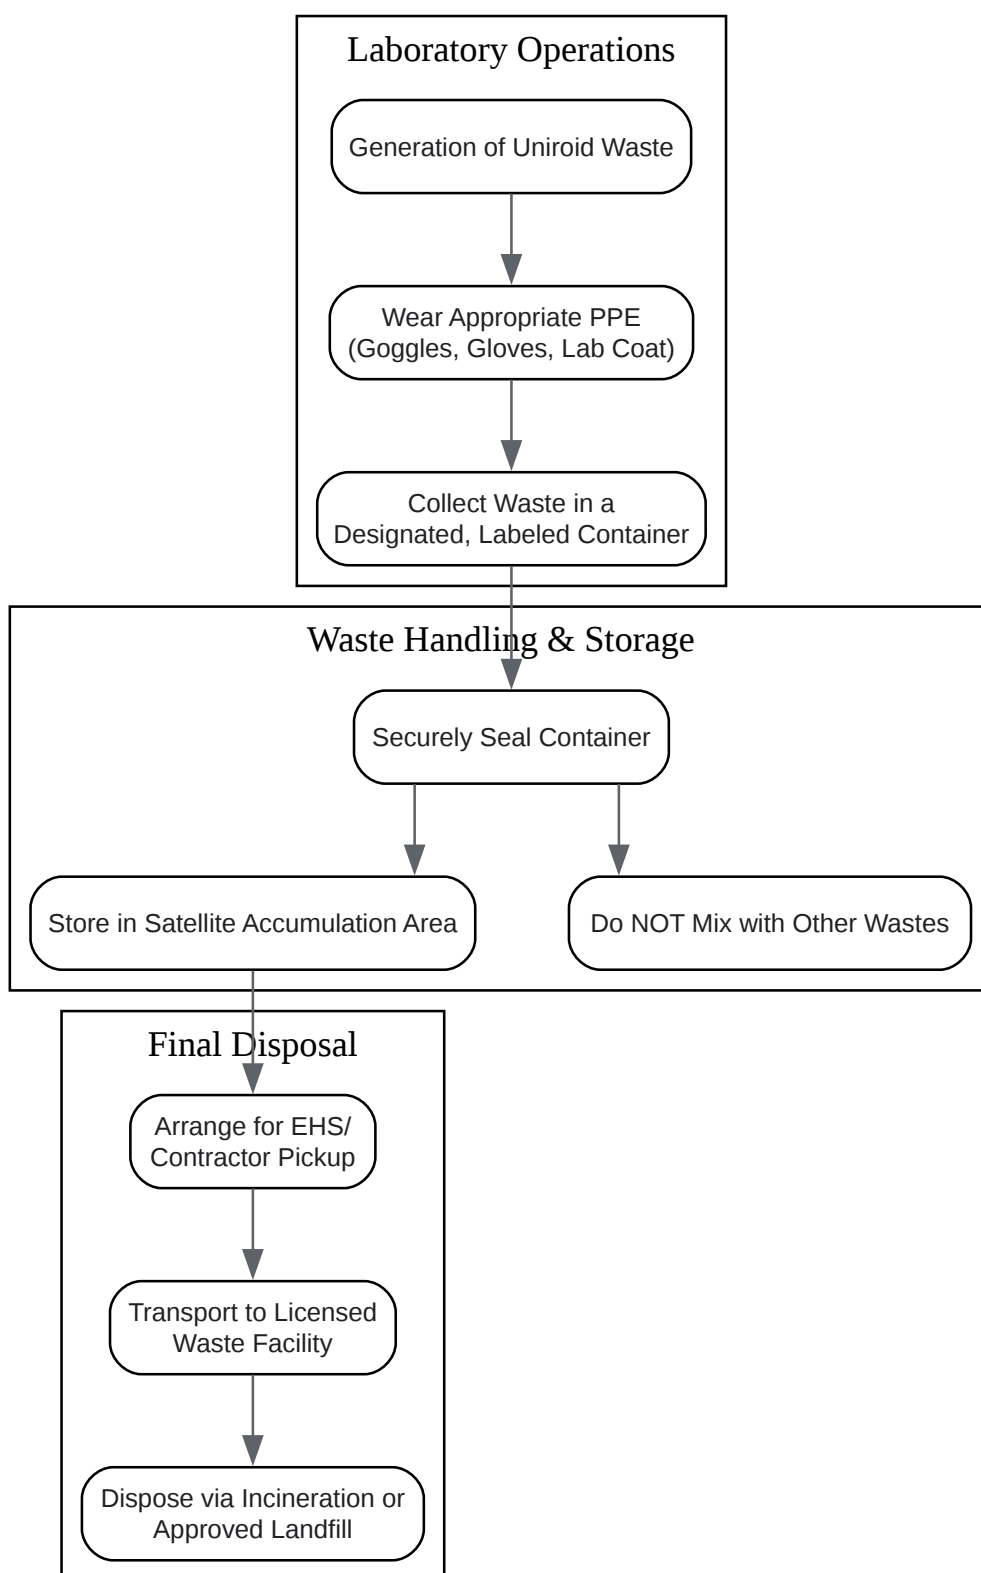 Laboratory Operations
Generation of Uniroid Waste
Wear Appropriate PPE
(Goggles, Gloves, Lab Coat)
Collect Waste in a
Designated, Labeled Container
Waste Handling & Storage
Securely Seal Container
Store in Satellite Accumulation Area
Do NOT Mix with Other Wastes
Final Disposal
Arrange for EHS/
Contractor Pickup
Transport to Licensed
Waste Facility
Dispose via Incineration or
Approved Landfill